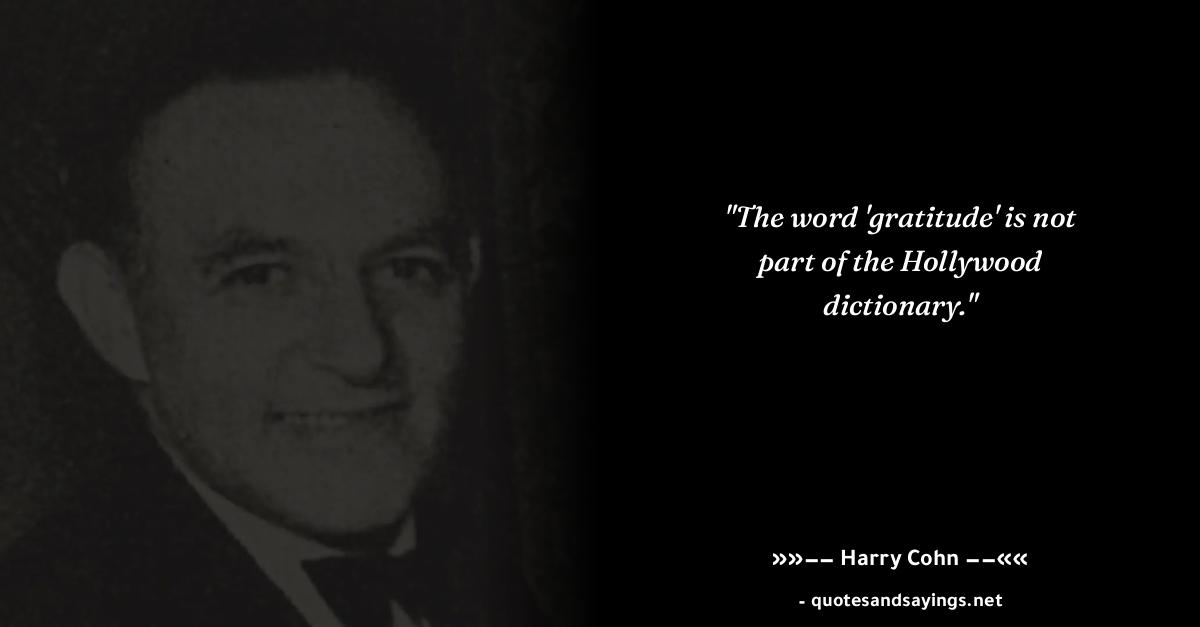 "The word 'gratitude' is not
part of the Hollywood
dictionary."
»»–– Harry Cohn ––««
- quotesandsayings.net